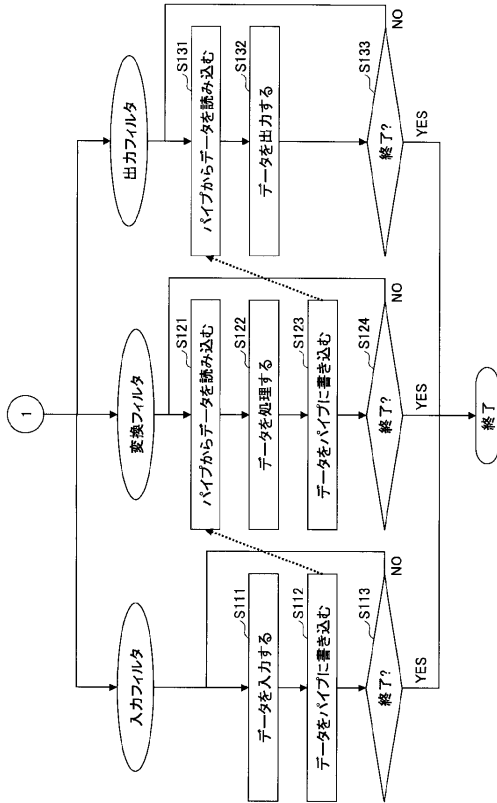 1
入力フィルタ
データを入力する
S111
データをパイプに書き込む
S112
終了?
S113
NO
YES
変換フィルタ
パイプからデータを読み込む
S121
データを処理する
S122
データをパイプに書き込む
S123
終了?
S124
NO
YES
出力フィルタ
パイプからデータを読み込む
S131
データを出力する
S132
終了?
S133
NO
YES
終了